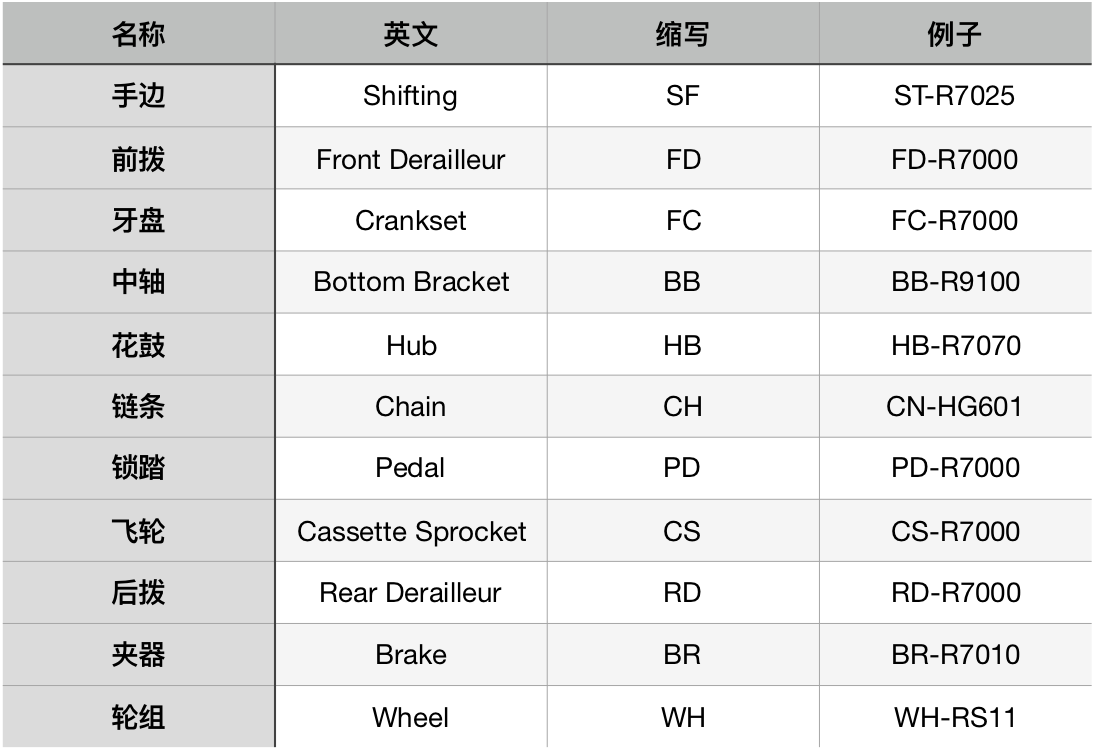 名称 英文 缩写 例子
手边 Shifting SF ST-R7025
前拨 Front Derailleur FD FD-R7000
牙盘 Crankset FC FC-R7000
中轴 Bottom Bracket BB BB-R9100
花鼓 Hub HB HB-R7070
链条 Chain CH CN-HG601
锁踏 Pedal PD PD-R7000
飞轮 Cassette Sprocket CS CS-R7000
后拨 Rear Derailleur RD RD-R7000
夹器 Brake BR BR-R7010
轮组 Wheel WH WH-RS11